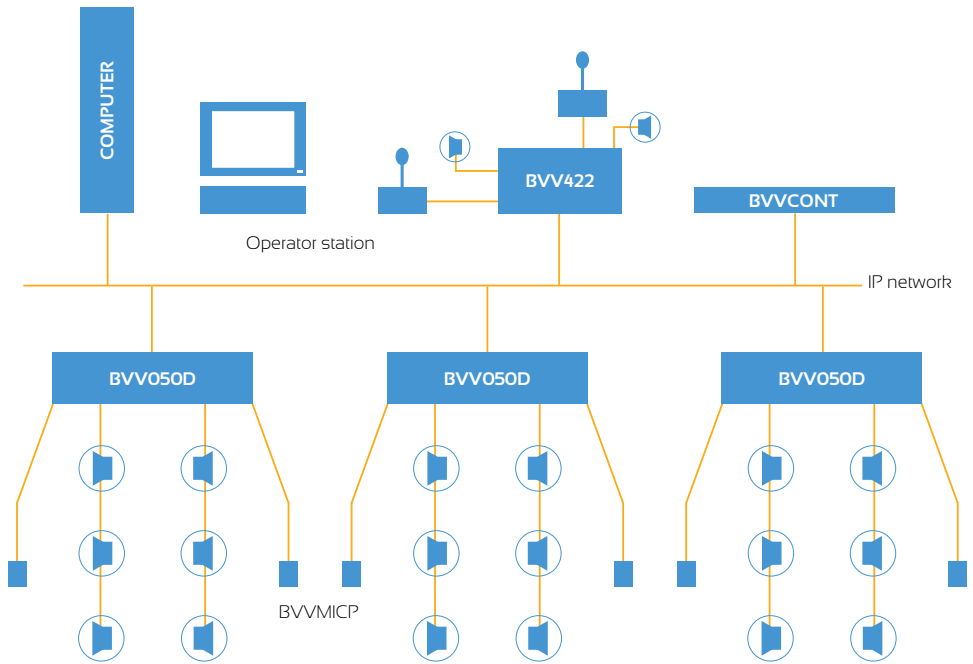 COMPUTER
BVV422
BVVCONT
Operator station
IP network
BVV050D
BVV050D
BVV050D
BVVMICP